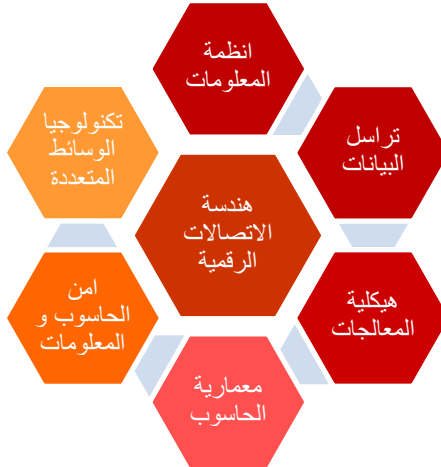 انظمة
المعلومات
تراسل
البيانات
هيكلية
المعالجات
معمارية
الحاسوب
امن
الحاسوب و
المعلومات
تكنولوجيا
الوسائط
المتعددة
هندسة
الاتصالات
الرقمية